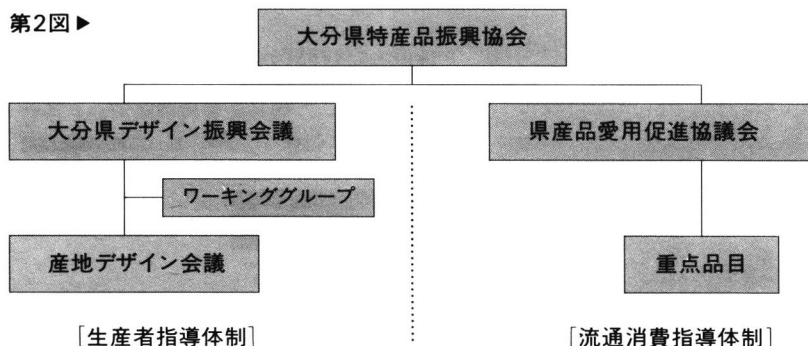 第2図▶
大分県特産品振興協会
大分県デザイン振興会議
県産品愛用促進協議会
ワーキンググループ
産地デザイン会議
重点品目
[生産者指導体制]
[流通消費指導体制]